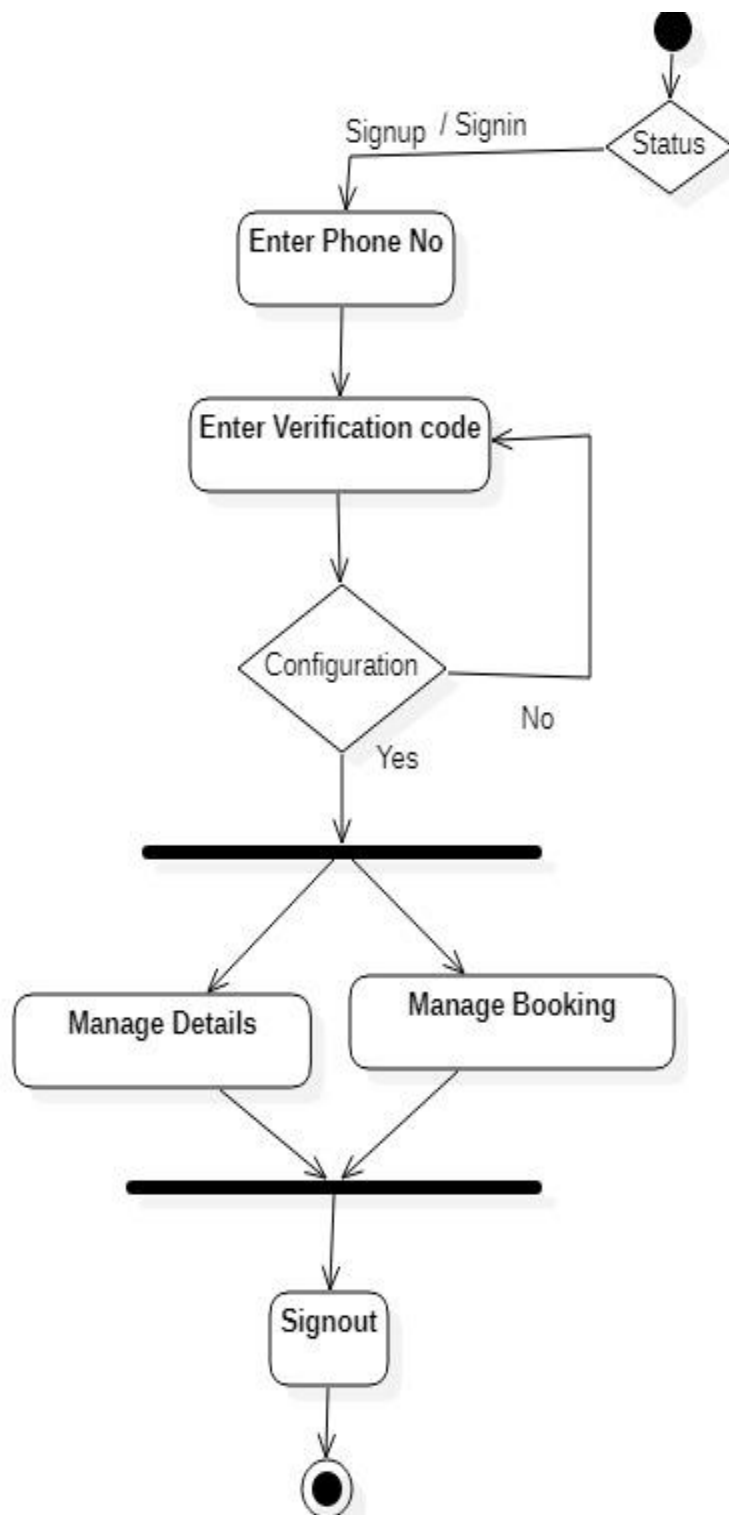 Status
Signup / Signin
Enter Phone No
Enter Verification code
Configuration
No
Yes
Manage Details
Manage Booking
Signout